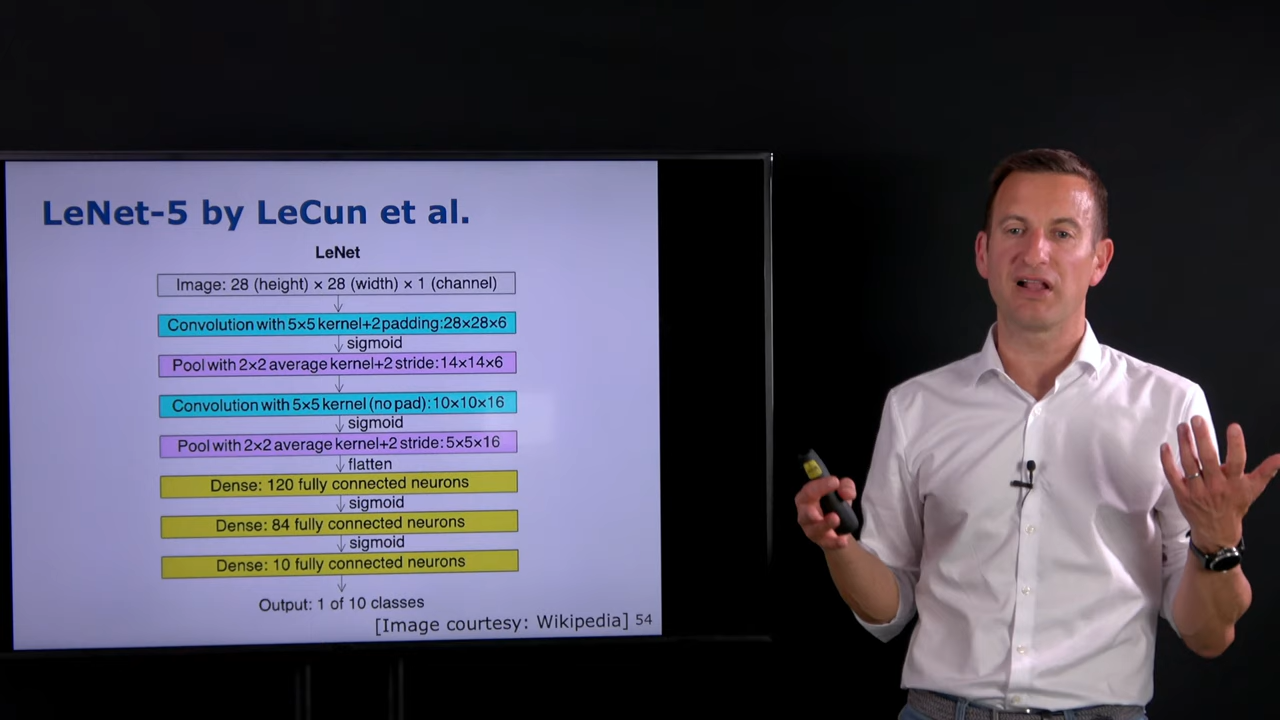 LeNet-5 by LeCun et al.
LeNet
Image: 28 (height) × 28 (width) × 1 (channel)
Convolution with 5×5 kernel+2padding:28×28×6
sigmoid
Pool with 2×2 average kernel+2 stride:14×14×6
Convolution with 5×5 kernel (no pad):10×10×16
sigmoid
Pool with 2×2 average kernel+2 stride:5×5×16
flatten
Dense: 120 fully connected neurons
sigmoid
Dense: 84 fully connected neurons
sigmoid
Dense: 10 fully connected neurons
Output: 1 of 10 classes
[Image courtesy: Wikipedia] 54